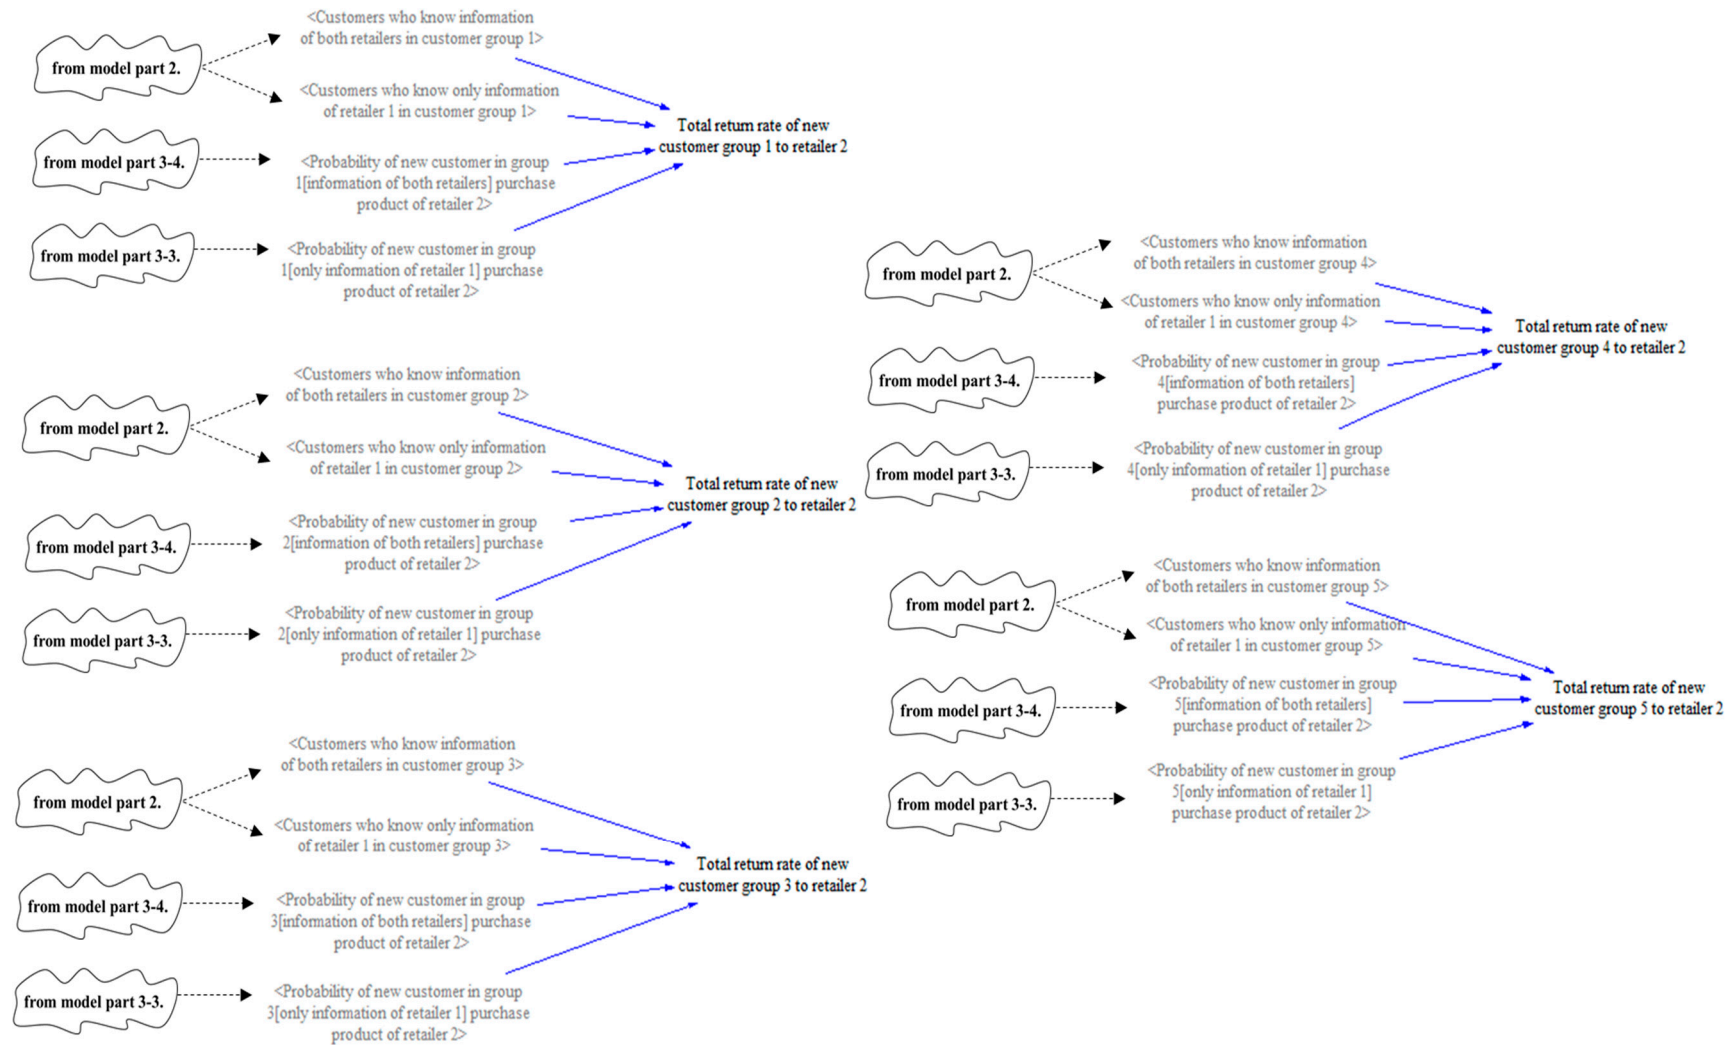 from model part 2.
<Customers who know information
of both retailers in customer group 1>
<Customers who know only information
of retailer 1 in customer group 1>
from model part 3-4.
<Probability of new customer in group
1[information of both retailers] purchase
product of retailer 2>
from model part 3-3.
<Probability of new customer in group
1[only information of retailer 1] purchase
product of retailer 2>
Total return rate of new
customer group 1 to retailer 2
from model part 2.
<Customers who know information
of both retailers in customer group 2>
<Customers who know only information
of retailer 1 in customer group 2>
from model part 3-4.
<Probability of new customer in group
2[information of both retailers] purchase
product of retailer 2>
from model part 3-3.
<Probability of new customer in group
2[only information of retailer 1] purchase
product of retailer 2>
Total return rate of new
customer group 2 to retailer 2
from model part 2.
<Customers who know information
of both retailers in customer group 3>
<Customers who know only information
of retailer 1 in customer group 3>
from model part 3-4.
<Probability of new customer in group
3[information of both retailers] purchase
product of retailer 2>
from model part 3-3.
<Probability of new customer in group
3[only information of retailer 1] purchase
product of retailer 2>
Total return rate of new
customer group 3 to retailer 2
from model part 2.
<Customers who know information
of both retailers in customer group 4>
<Customers who know only information
of retailer 1 in customer group 4>
from model part 3-4.
<Probability of new customer in group
4[information of both retailers]
purchase product of retailer 2>
from model part 3-3.
<Probability of new customer in group
4[only information of retailer 1] purchase
product of retailer 2>
Total return rate of new
customer group 4 to retailer 2
from model part 2.
<Customers who know information
of both retailers in customer group 5>
<Customers who know only information
of retailer 1 in customer group 5>
from model part 3-4.
<Probability of new customer in group
5[information of both retailers]
purchase product of retailer 2>
from model part 3-3.
<Probability of new customer in group
5[only information of retailer 1]
purchase product of retailer 2>
Total return rate of new
customer group 5 to retailer 2